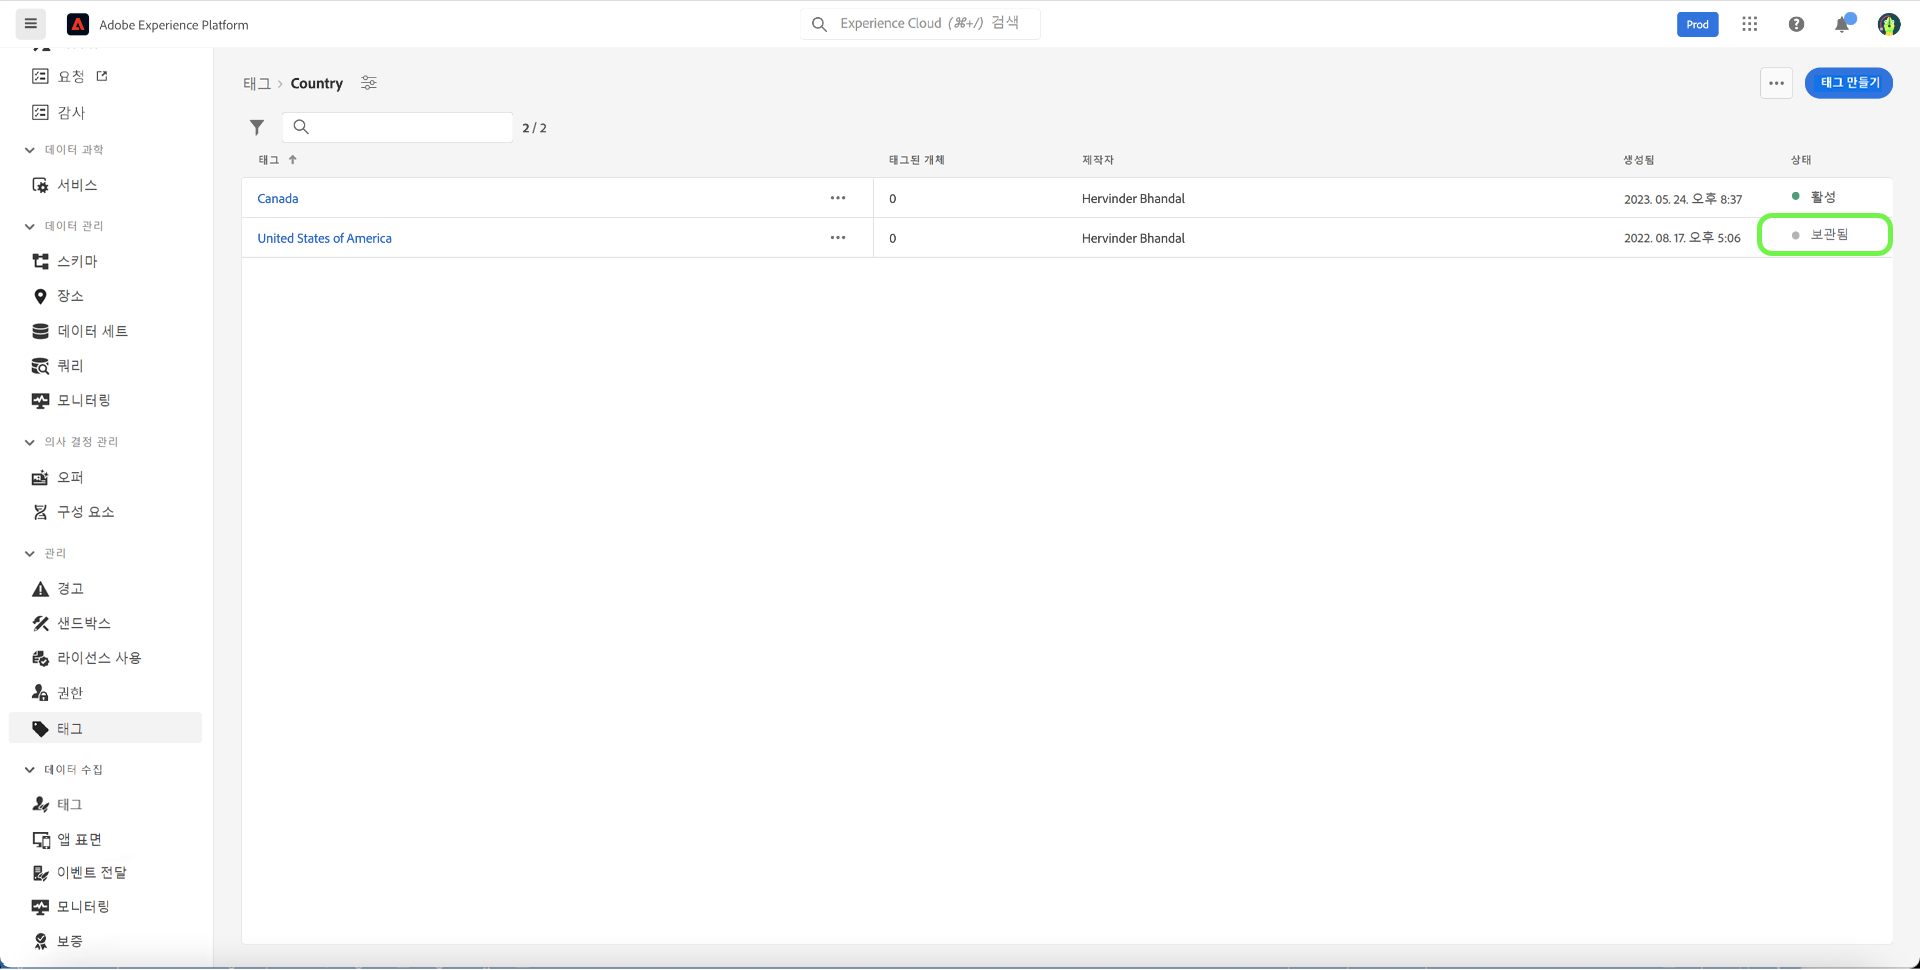 Adobe Experience Platform
Experience Cloud (⌘+/) 검색
Prod
요청
감사
데이터 과학
서비스
데이터 관리
스키마
장소
데이터 세트
쿼리
모니터링
의사 결정 관리
오퍼
구성 요소
관리
경고
샌드박스
라이선스 사용
권한
태그
데이터 수집
태그
앱 표면
이벤트 전달
모니터링
보증
태그 › Country
태그 만들기
2 / 2
태그 태그된 개체 제작자 생성됨 상태
Canada 0 Hervinder Bhandal 2023. 05. 24. 오후 8:37 활성
United States of America 0 Hervinder Bhandal 2022. 08. 17. 오후 5:06 보관됨